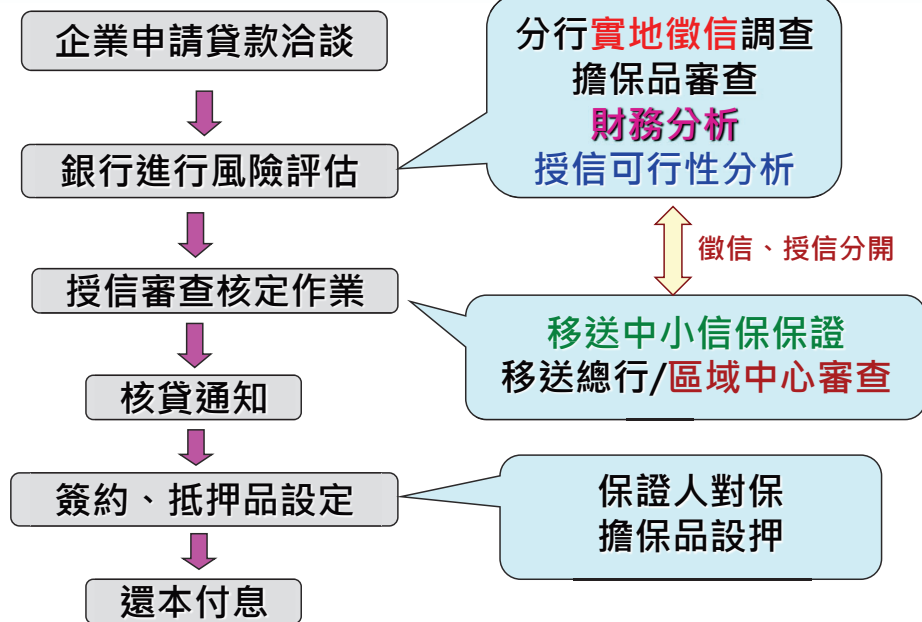 企業申請貸款洽談
分行實地徵信調查
擔保品審查
財務分析
授信可行性分析
銀行進行風險評估
徵信、授信分開
授信審查核定作業
移送中小信保保證
移送總行/區域中心審查
核貸通知
簽約、抵押品設定
保證人對保
擔保品設押
還本付息